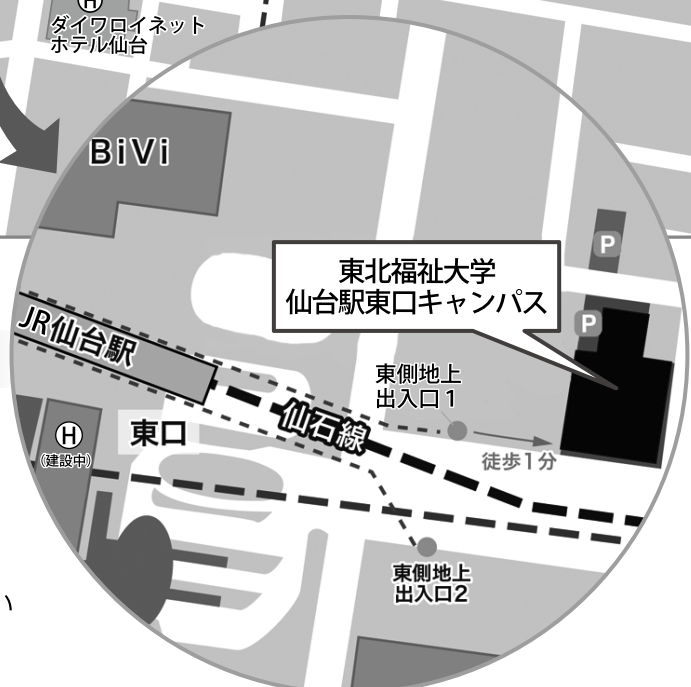 H
ダイワロイネット
ホテル仙台
BiVi
P
東北福祉大学
仙台駅東口キャンパス
P
JR仙台駅
東側地上
出入口1
仙石線
東口
H
(建設中)
徒歩1分
東側地上
出入口2
い